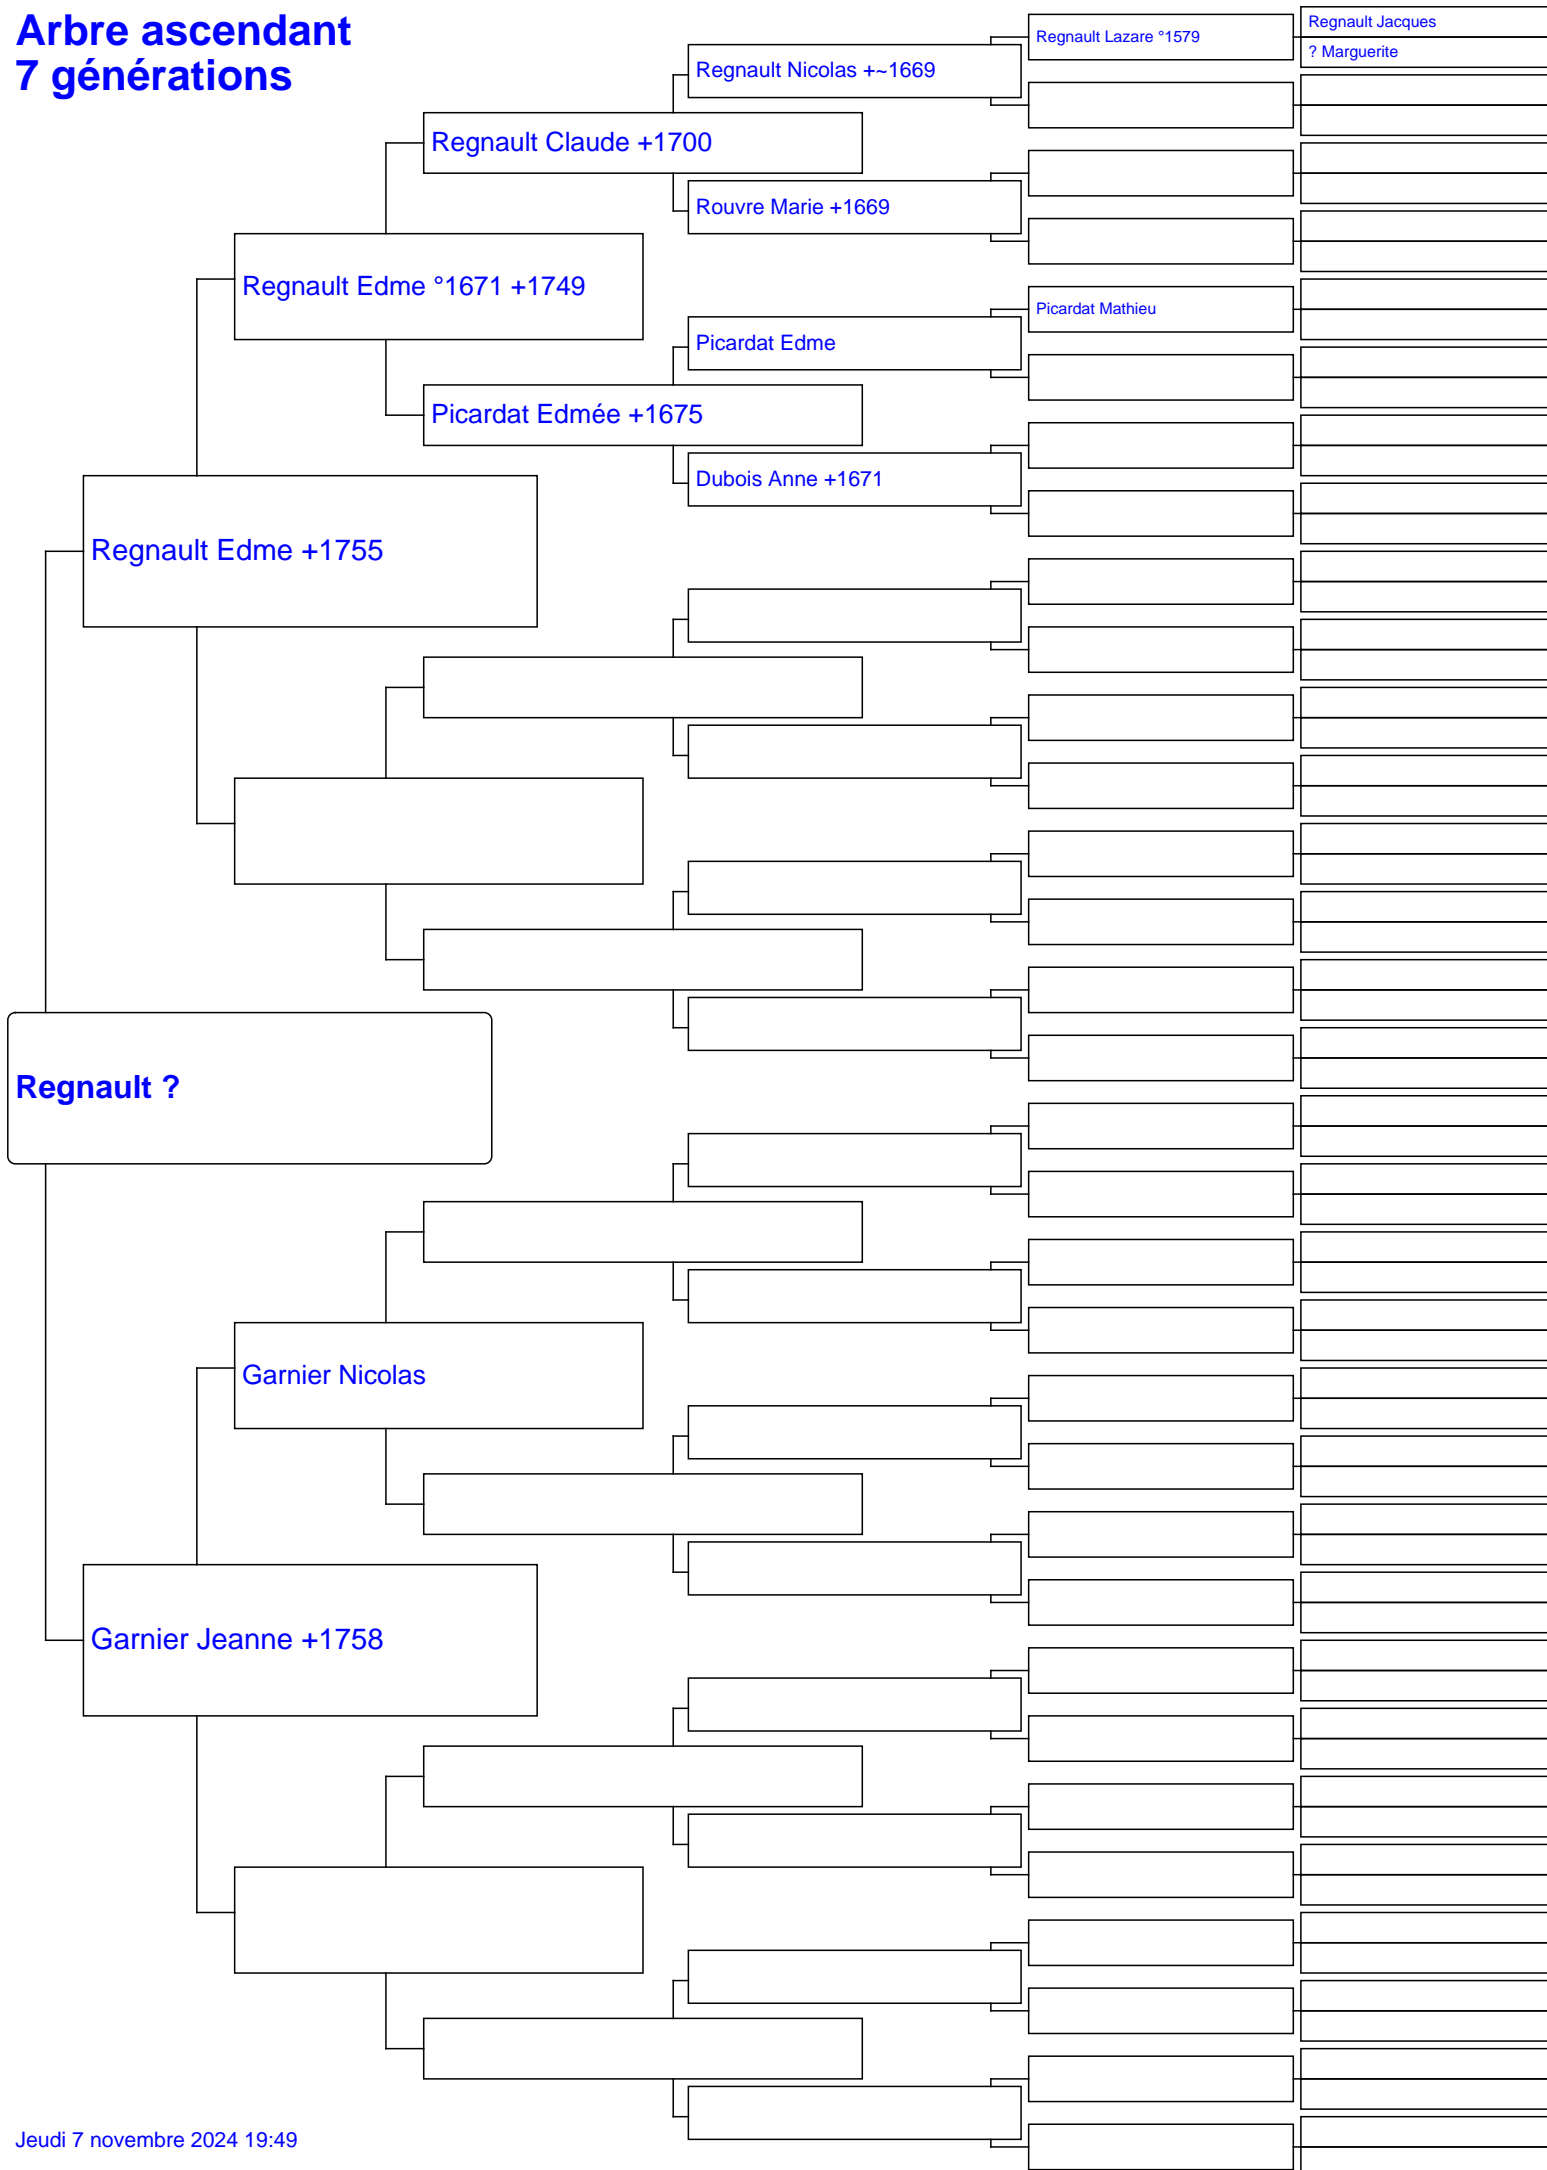 Arbre ascendant
7 générations
Regnault Jacques
Regnault Lazare °1579
? Marguerite
Regnault Nicolas +~1669
Regnault Claude +1700
Rouvre Marie +1669
Regnault Edme °1671 +1749
Picardat Mathieu
Picardat Edme
Picardat Edmée +1675
Dubois Anne +1671
Regnault Edme +1755
Regnault ?
Garnier Nicolas
Garnier Jeanne +1758
Jeudi 7 novembre 2024 19:49